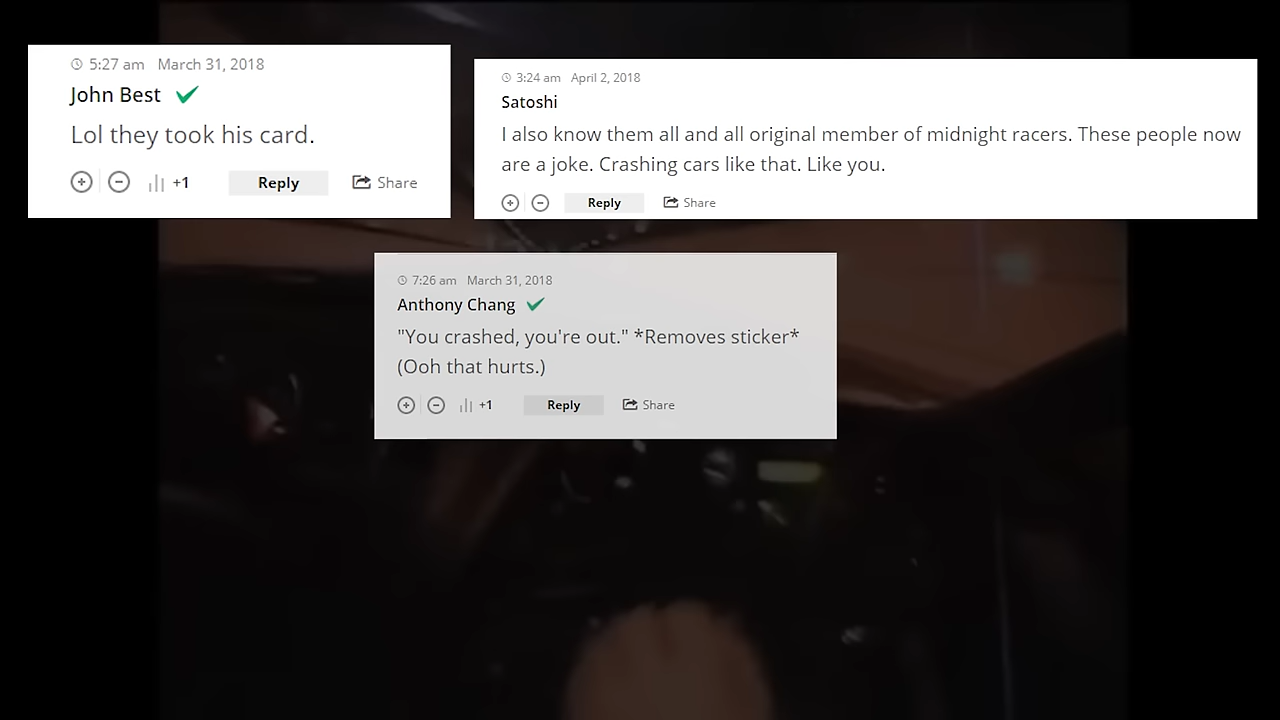 5:27 am March 31, 2018
John Best
Lol they took his card.
+1 Reply Share
3:24 am April 2, 2018
Satoshi
I also know them all and all original member of midnight racers. These people now
are a joke. Crashing cars like that. Like you.
Reply Share
7:26 am March 31, 2018
Anthony Chang
"You crashed, you're out." *Removes sticker*
(Ooh that hurts.)
+1 Reply Share